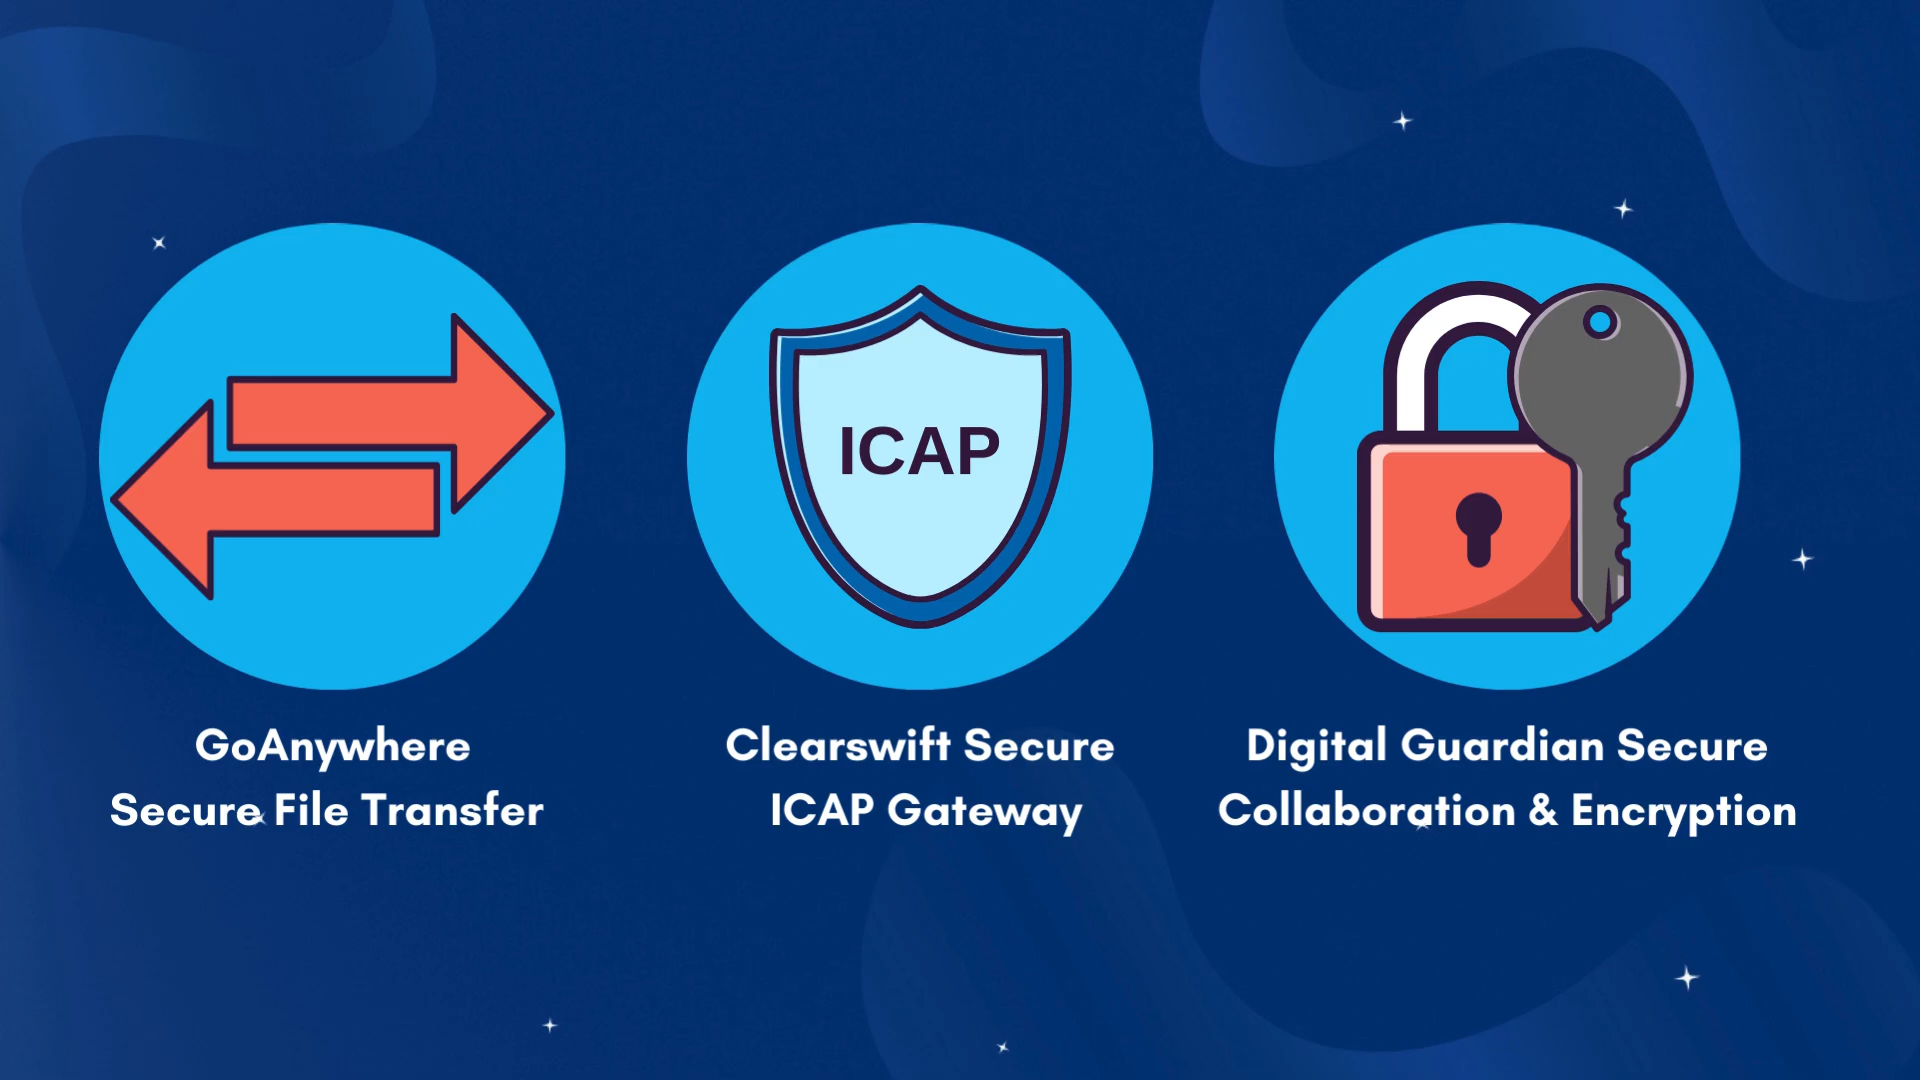 ICAP
GoAnywhere
Secure File Transfer
Clearswift Secure
ICAP Gateway
Digital Guardian Secure
Collaboration & Encryption